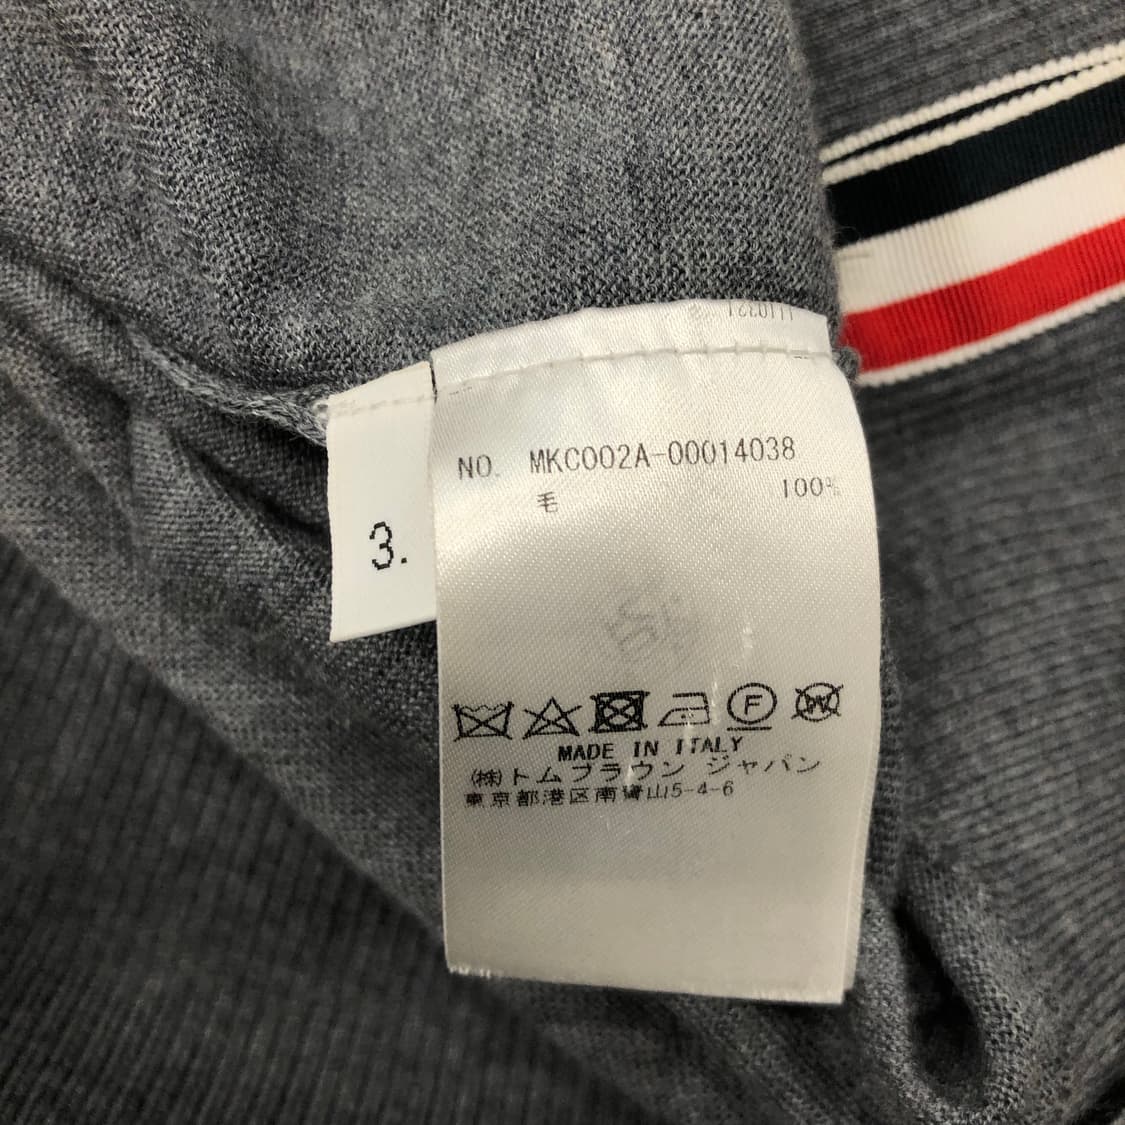 NO. MKC002A-00014038
毛 100%
3.
F
W
MADE IN ITALY
(株)トムブラウン ジャパン
東京都港区南青山5-4-6